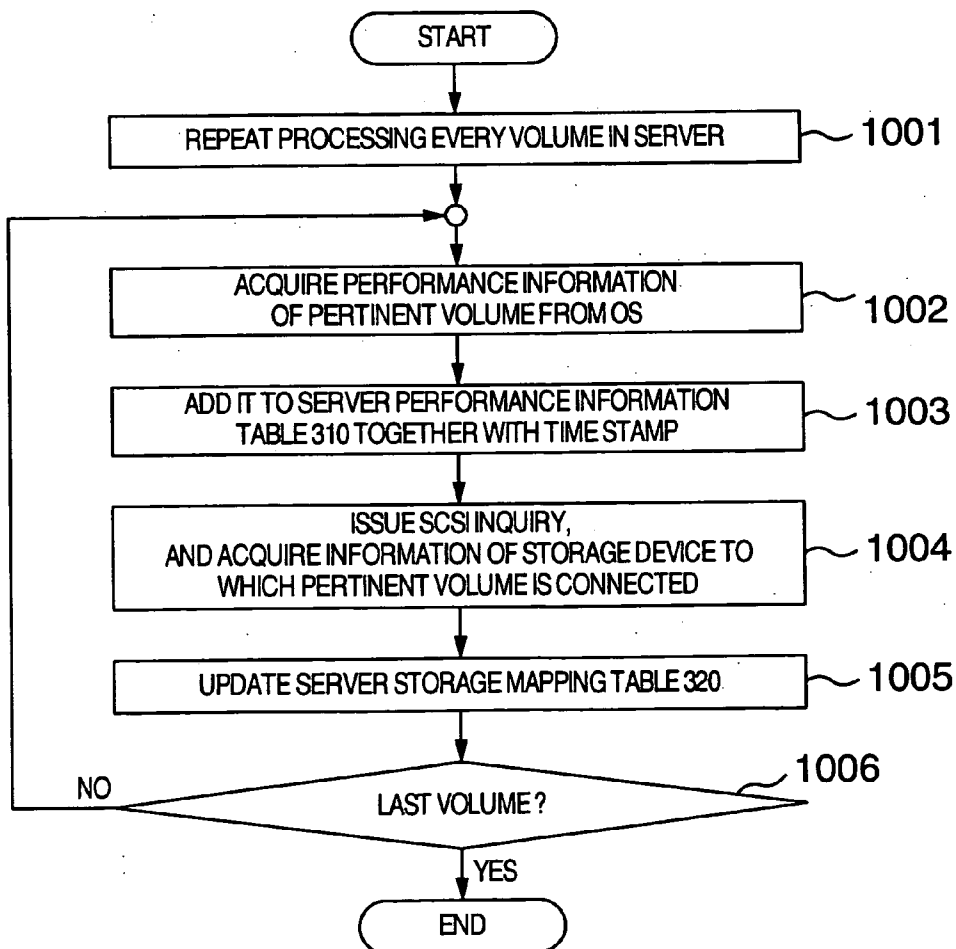 START
REPEAT PROCESSING EVERY VOLUME IN SERVER
1001
ACQUIRE PERFORMANCE INFORMATION
OF PERTINENT VOLUME FROM OS
1002
ADD IT TO SERVER PERFORMANCE INFORMATION
TABLE 310 TOGETHER WITH TIME STAMP
1003
ISSUE SCSI INQUIRY,
AND ACQUIRE INFORMATION OF STORAGE DEVICE TO
WHICH PERTINENT VOLUME IS CONNECTED
1004
UPDATE SERVER STORAGE MAPPING TABLE 320
1005
LAST VOLUME ?
1006
NO
YES
END